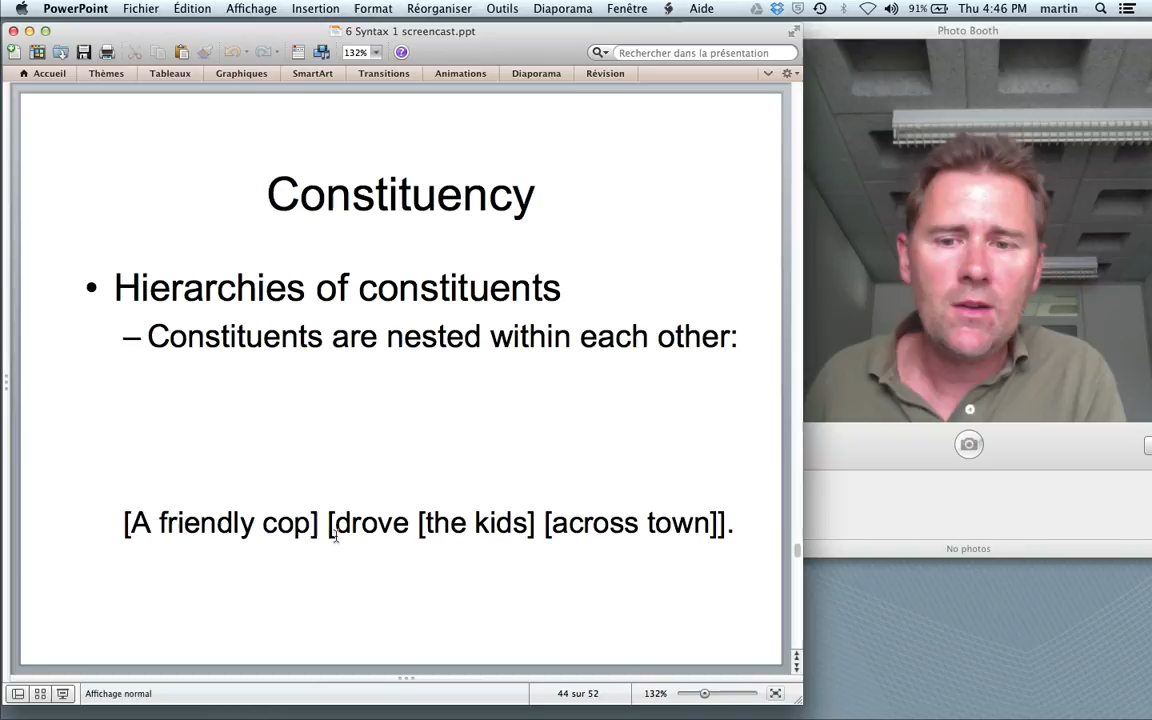 PowerPoint Fichier Édition Affichage Insertion Format Réorganiser Outils Diaporama Fenêtre Aide 91% Thu 4:46 PM martin
6 Syntax 1 screencast.ppt
Photo Booth
132% Rechercher dans la présentation
Accueil Thèmes Tableaux Graphiques SmartArt Transitions Animations Diaporama Révision
Constituency
• Hierarchies of constituents
– Constituents are nested within each other:
[A friendly cop] [drove [the kids] [across town]].
No photos
Affichage normal 44 sur 52 132%